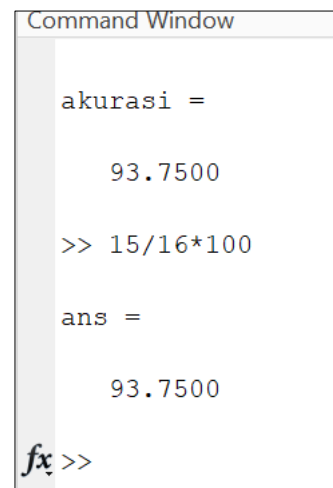 Command Window
akurasi =
93.7500
>> 15/16*100
ans =
93.7500
fx >>